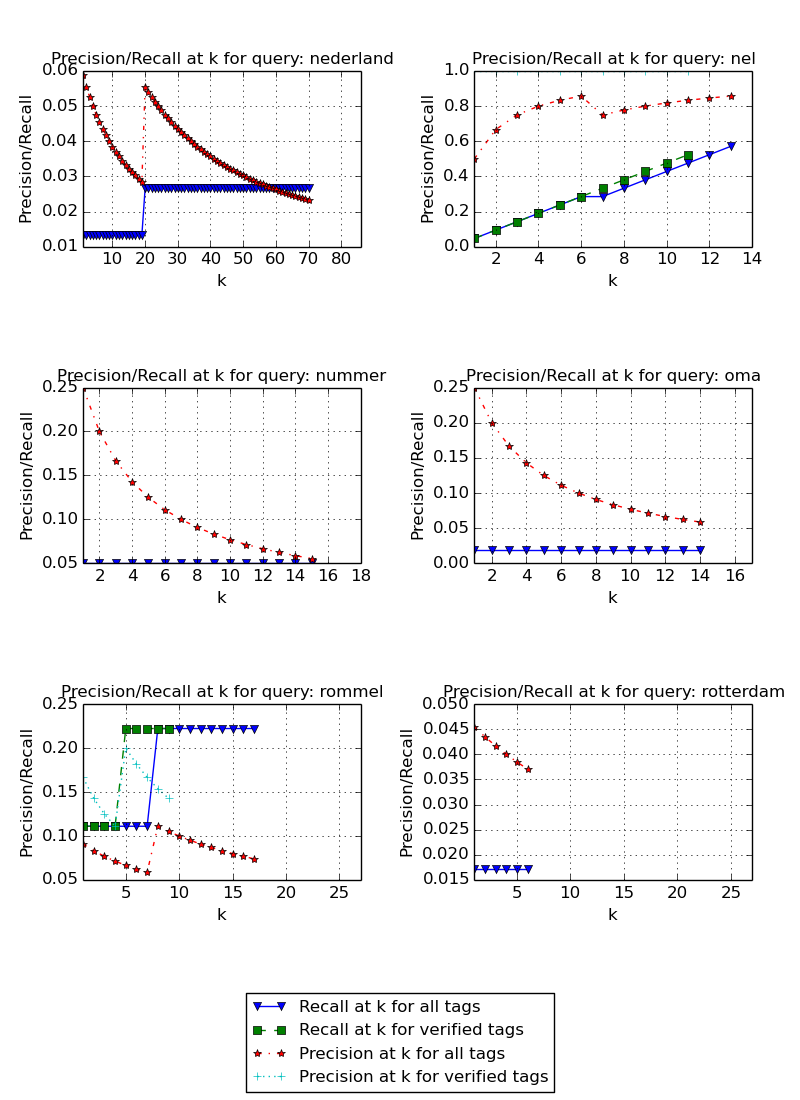 Precision/Recall at k for query: nederland
Precision/Recall
0.06
0.05
0.04
0.03
0.02
0.01
10 20 30 40 50 60 70 80
k
Precision/Recall at k for query: nel
Precision/Recall
1.0
0.8
0.6
0.4
0.2
0.0
2 4 6 8 10 12 14
k
Precision/Recall at k for query: nummer
Precision/Recall
0.25
0.20
0.15
0.10
0.05
2 4 6 8 10 12 14 16 18
k
Precision/Recall at k for query: oma
Precision/Recall
0.25
0.20
0.15
0.10
0.05
0.00
2 4 6 8 10 12 14 16
k
Precision/Recall at k for query: rommel
Precision/Recall
0.25
0.20
0.15
0.10
0.05
5 10 15 20 25
k
Precision/Recall at k for query: rotterdam
Precision/Recall
0.050
0.045
0.040
0.035
0.030
0.025
0.020
0.015
5 10 15 20 25
k
Recall at k for all tags
Recall at k for verified tags
Precision at k for all tags
Precision at k for verified tags